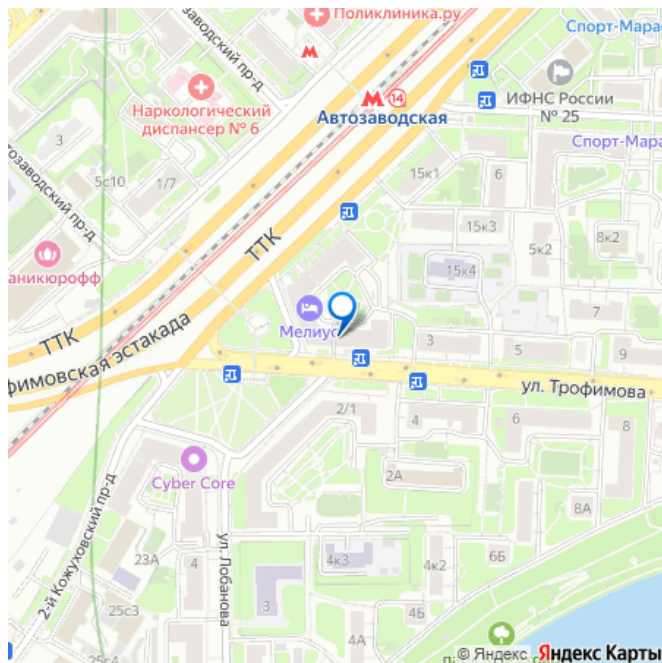 Поликлиника.ру
Спорт-Мара
Автозаводский пр-д
Наркологический
диспансер № 6
14
Автозаводская
ИФНС России
№ 25
Спорт-Мара
3
5с10
1/7
15к1
6
15к3
5к2
8к2
15к4
аникюрофф
ТТК
ТТК
Мелиус
7
3
5
9
фимовская эстакада
ул. Трофимова
2/1
4
6
8
2А
8А
Cyber Core
2-й Кожуховский пр-д
ул. Лобанова
23А
4
4к3
4к2
6Б
25с3
3
4Б
4А
25с4
© Яндекс
Яндекс Карты